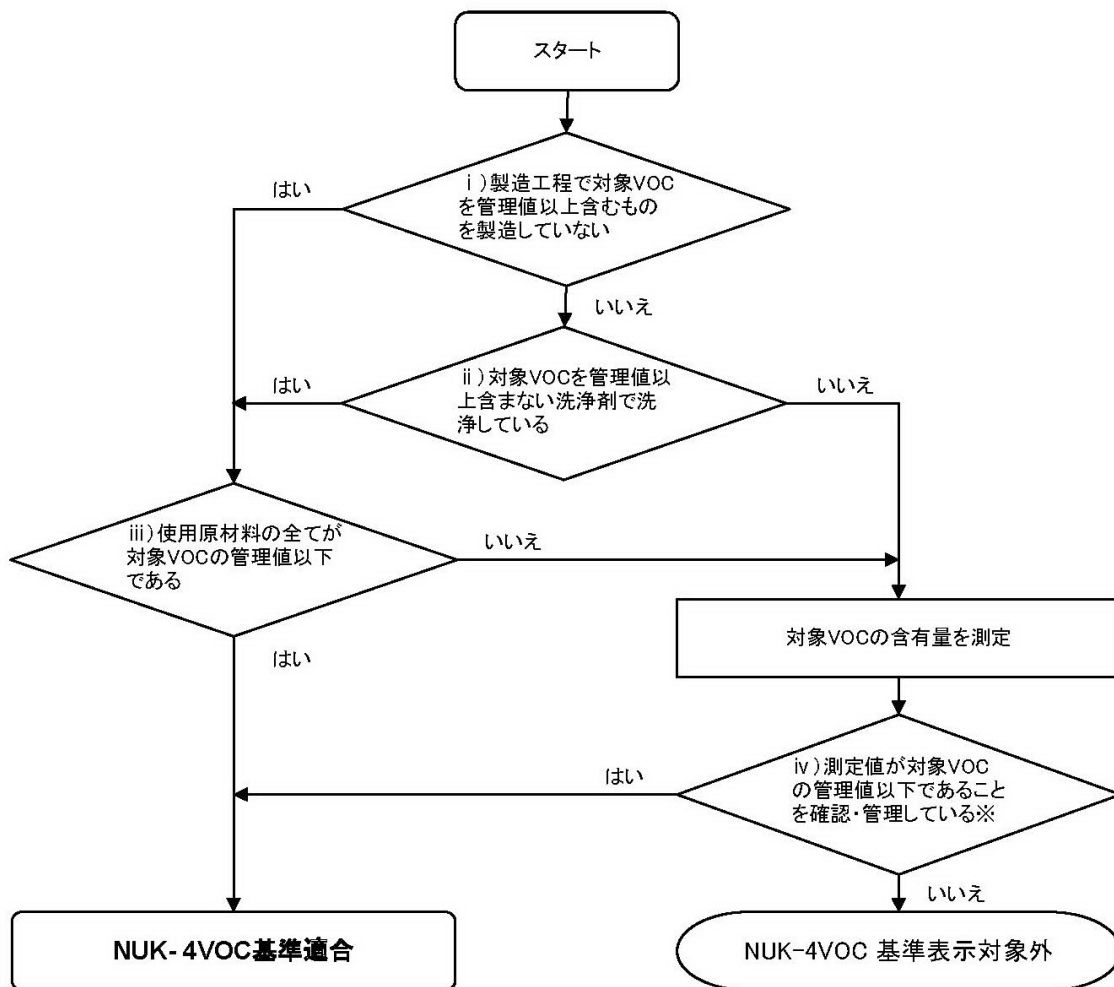 スタート
はい
ⅰ)製造工程で対象VOC
を管理値以上含むもの
を製造していない
いいえ
はい
ⅱ)対象VOCを管理値以
上含まない洗浄剤で洗
浄している
いいえ
ⅲ)使用原材料の全てが
対象VOCの管理値以下
である
いいえ
はい
対象VOCの含有量を測定
はい
ⅳ)測定値が対象VOC
の管理値以下であること
を確認・管理している※
いいえ
NUK-4VOC基準適合
NUK-4VOC 基準表示対象外